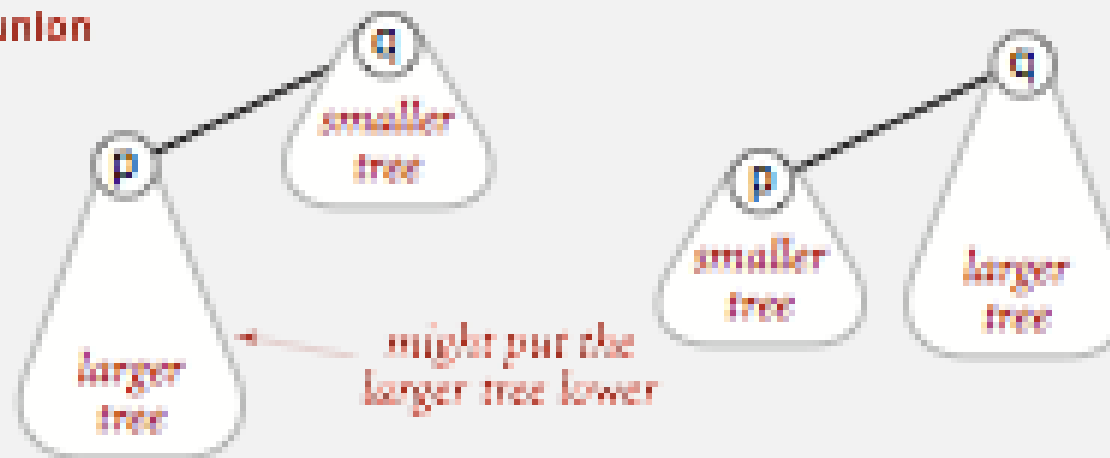 union
q
smaller
tree
p
larger
tree
might put the
larger tree lower
q
p
smaller
tree
larger
tree